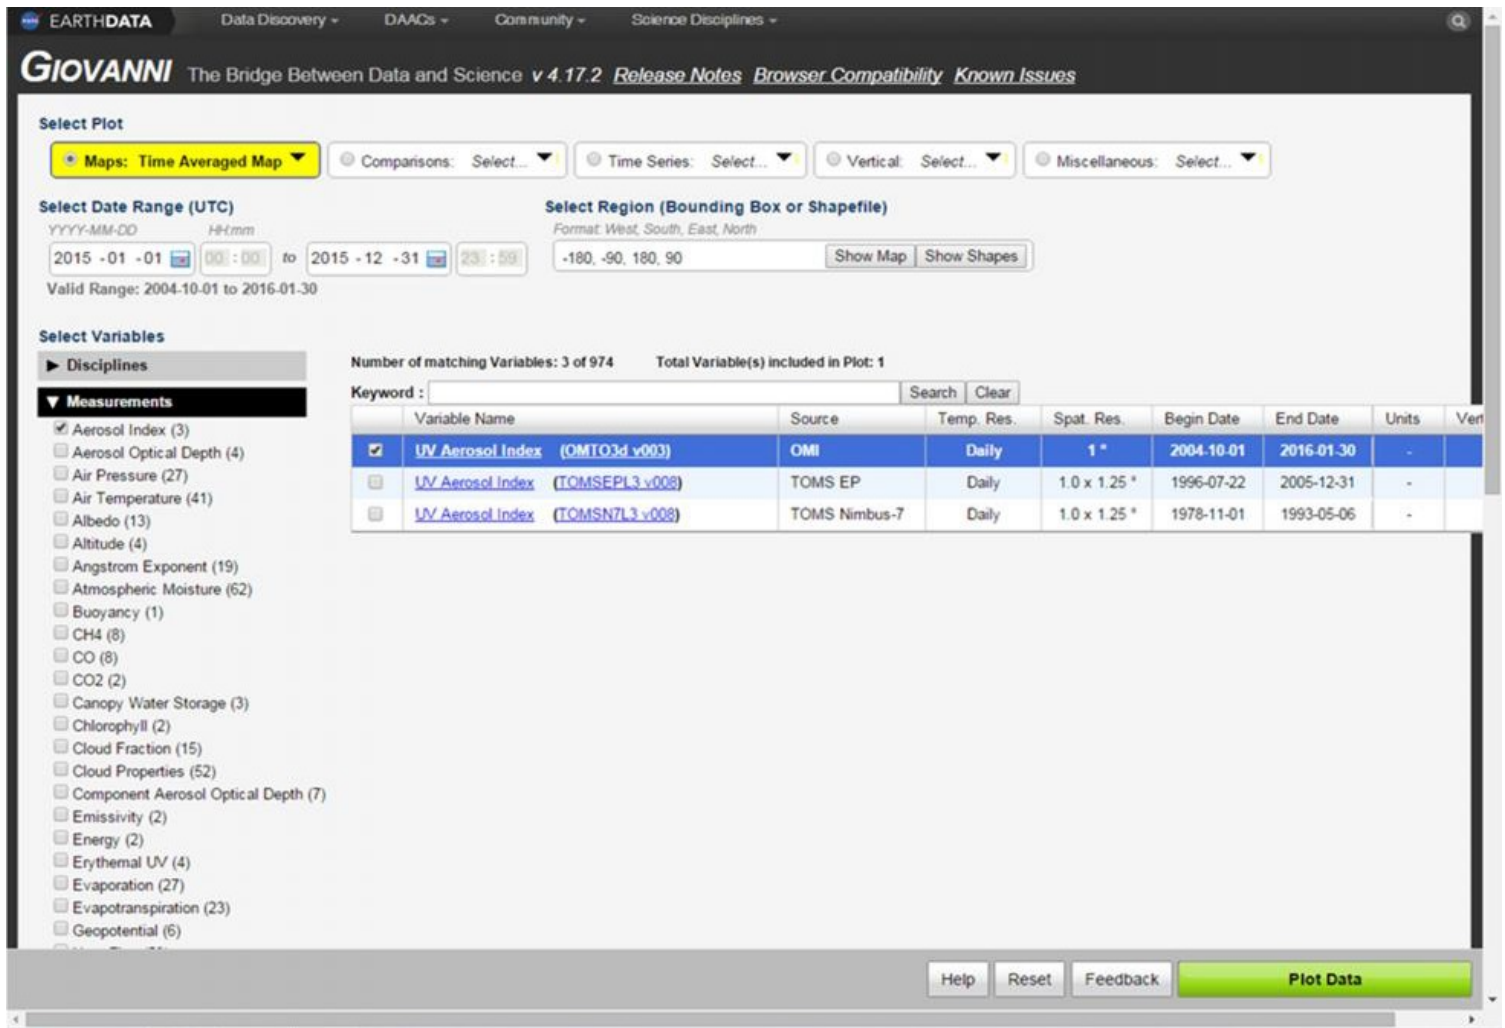 EARTHDATA Data Discovery DAACs Community Science Disciplines
GIOVANNI The Bridge Between Data and Science v 4.17.2 Release Notes Browser Compatibility Known Issues
Select Plot
Maps: Time Averaged Map Comparisons: Select... Time Series: Select... Vertical: Select... Miscellaneous: Select...
Select Date Range (UTC) Select Region (Bounding Box or Shapefile)
YYYY-MM-DD HH:mm Format: West, South, East, North
2015 -01 -01 00 : 00 to 2015 - 12 -31 23 : 59 -180, -90, 180, 90 Show Map Show Shapes
Valid Range: 2004-10-01 to 2016-01-30
Select Variables
Disciplines
Number of matching Variables: 3 of 974 Total Variable(s) included in Plot: 1
Measurements
Keyword : Search Clear
Variable Name Source Temp. Res. Spat. Res. Begin Date End Date Units Vert
UV Aerosol Index (OMTO3d v003) OMI Daily 1 ° 2004-10-01 2016-01-30 -
UV Aerosol Index (TOMSEPL3 v008) TOMS EP Daily 1.0 x 1.25 ° 1996-07-22 2005-12-31 -
UV Aerosol Index (TOMSN7L3 v008) TOMS Nimbus-7 Daily 1.0 x 1.25 ° 1978-11-01 1993-05-06 -
Aerosol Index (3)
Aerosol Optical Depth (4)
Air Pressure (27)
Air Temperature (41)
Albedo (13)
Altitude (4)
Angstrom Exponent (19)
Atmospheric Moisture (62)
Buoyancy (1)
CH4 (8)
CO (8)
CO2 (2)
Canopy Water Storage (3)
Chlorophyll (2)
Cloud Fraction (15)
Cloud Properties (52)
Component Aerosol Optical Depth (7)
Emissivity (2)
Energy (2)
Erythemal UV (4)
Evaporation (27)
Evapotranspiration (23)
Geopotential (6)
Help Reset Feedback Plot Data